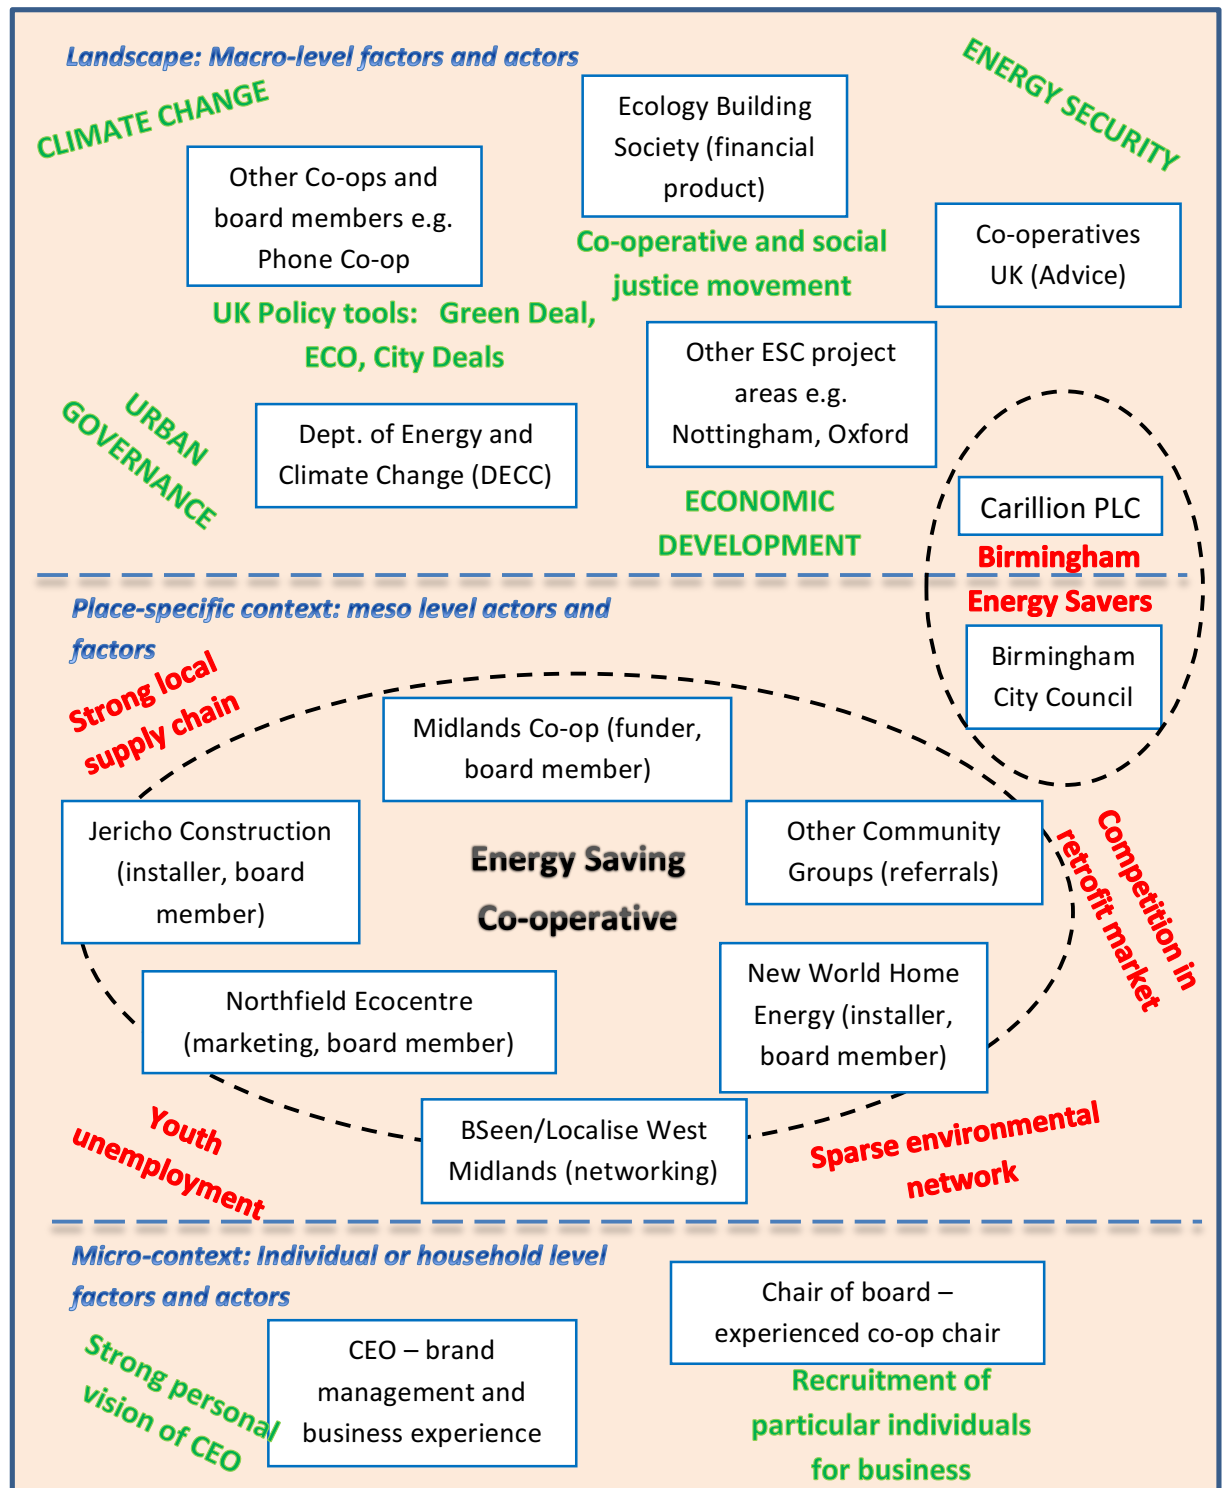 Landscape: Macro-level factors and actors
CLIMATE CHANGE
ENERGY SECURITY
Ecology Building
Society (financial
product)
Other Co-ops and
board members e.g.
Phone Co-op
Co-operatives
UK (Advice)
Co-operative and social
justice movement
UK Policy tools: Green Deal,
ECO, City Deals
Other ESC project
areas e.g.
Nottingham, Oxford
URBAN
GOVERNANCE
Dept. of Energy and
Climate Change (DECC)
ECONOMIC
DEVELOPMENT
Carillion PLC
Birmingham
Energy Savers
Birmingham
City Council
Place-specific context: meso level actors and
factors
Strong local
supply chain
Midlands Co-op (funder,
board member)
Jericho Construction
(installer, board
member)
Energy Saving
Co-operative
Other Community
Groups (referrals)
Competition in
retrofit market
Northfield Ecocentre
(marketing, board member)
New World Home
Energy (installer,
board member)
Youth
unemployment
BSeen/Localise West
Midlands (networking)
Sparse environmental
network
Micro-context: Individual or household level
factors and actors
Chair of board –
experienced co-op chair
Strong personal
vision of CEO
CEO – brand
management and
business experience
Recruitment of
particular individuals
for business